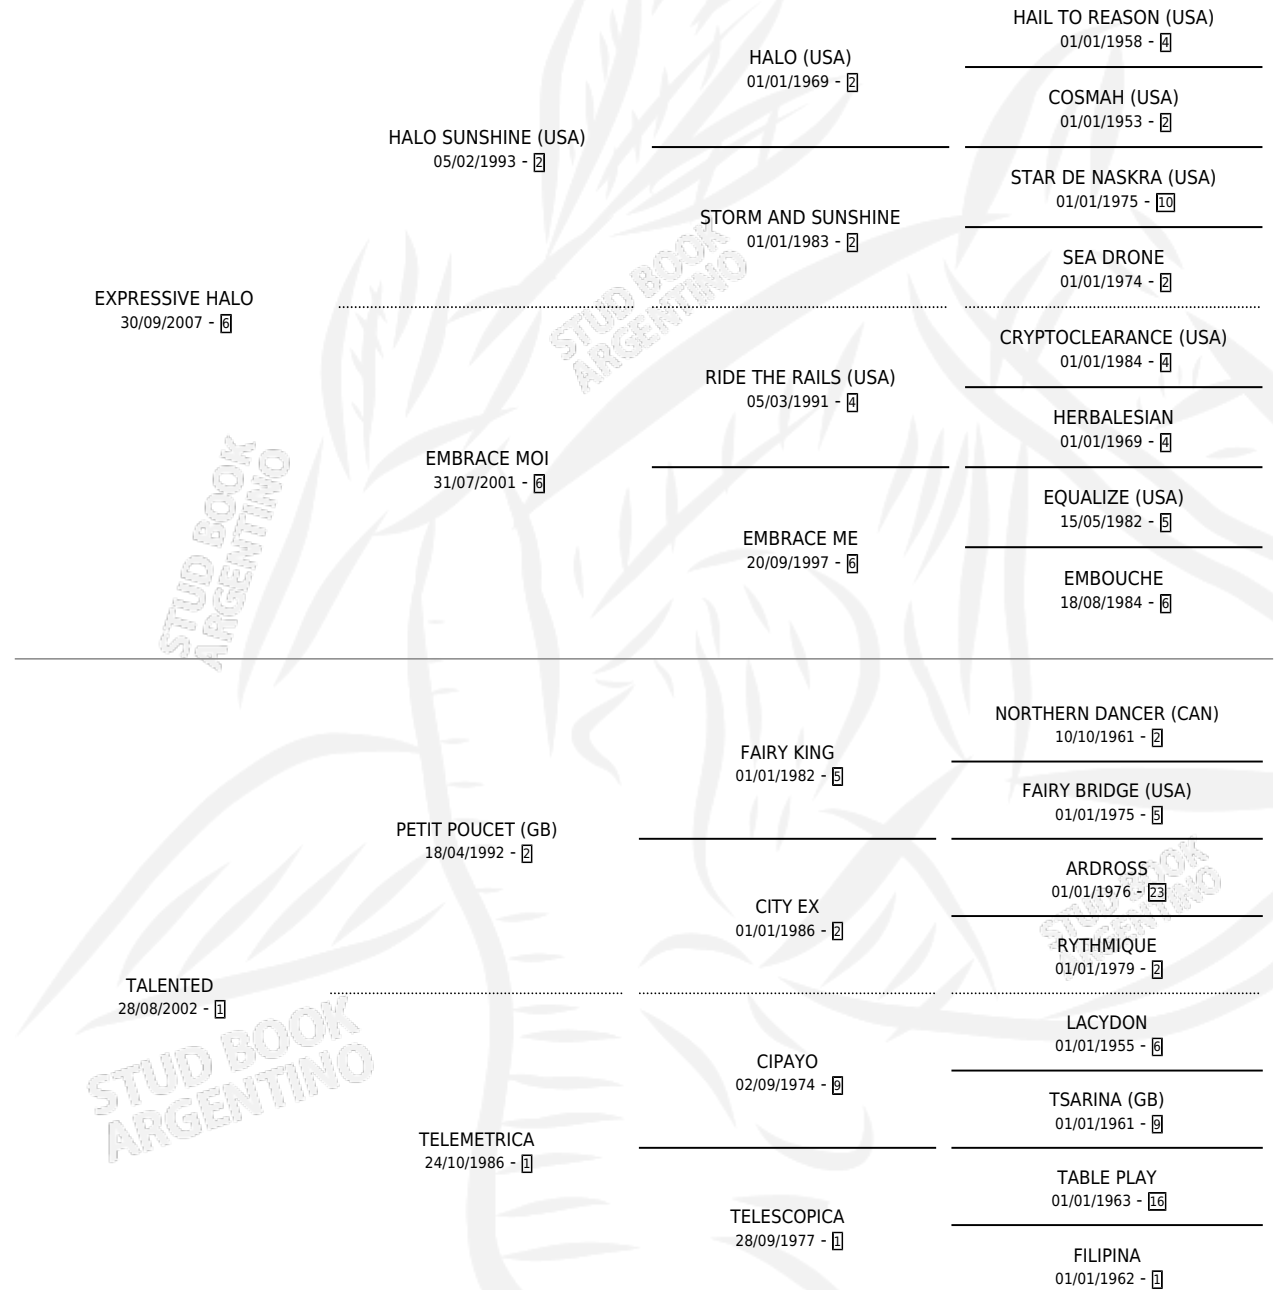 HAIL TO REASON (USA)
01/01/1958 - 4
HALO (USA)
01/01/1969 - 2
COSMAH (USA)
01/01/1953 - 2
HALO SUNSHINE (USA)
05/02/1993 - 2
STAR DE NASKRA (USA)
01/01/1975 - 10
STORM AND SUNSHINE
01/01/1983 - 2
SEA DRONE
01/01/1974 - 2
EXPRESSIVE HALO
30/09/2007 - 6
CRYPTOCLEARANCE (USA)
01/01/1984 - 4
RIDE THE RAILS (USA)
05/03/1991 - 4
HERBALESIAN
01/01/1969 - 4
EMBRACE MOI
31/07/2001 - 6
EQUALIZE (USA)
15/05/1982 - 5
EMBRACE ME
20/09/1997 - 6
EMBOUCHE
18/08/1984 - 6
STUD BOOK
ARGENTINO
STUD BOOK
ARGENTINO
NORTHERN DANCER (CAN)
10/10/1961 - 2
FAIRY KING
01/01/1982 - 5
FAIRY BRIDGE (USA)
01/01/1975 - 5
PETIT POUCET (GB)
18/04/1992 - 2
ARDROSS
01/01/1976 - 23
CITY EX
01/01/1986 - 2
RYTHMIQUE
01/01/1979 - 2
TALENTED
28/08/2002 - 1
LACYDON
01/01/1955 - 6
CIPAYO
02/09/1974 - 9
TSARINA (GB)
01/01/1961 - 9
TELEMETRICA
24/10/1986 - 1
TABLE PLAY
01/01/1963 - 16
TELESCOPICA
28/09/1977 - 1
FILIPINA
01/01/1962 - 1
STUD BOOK
ARGENTINO
STUD BOOK
ARGENTINO